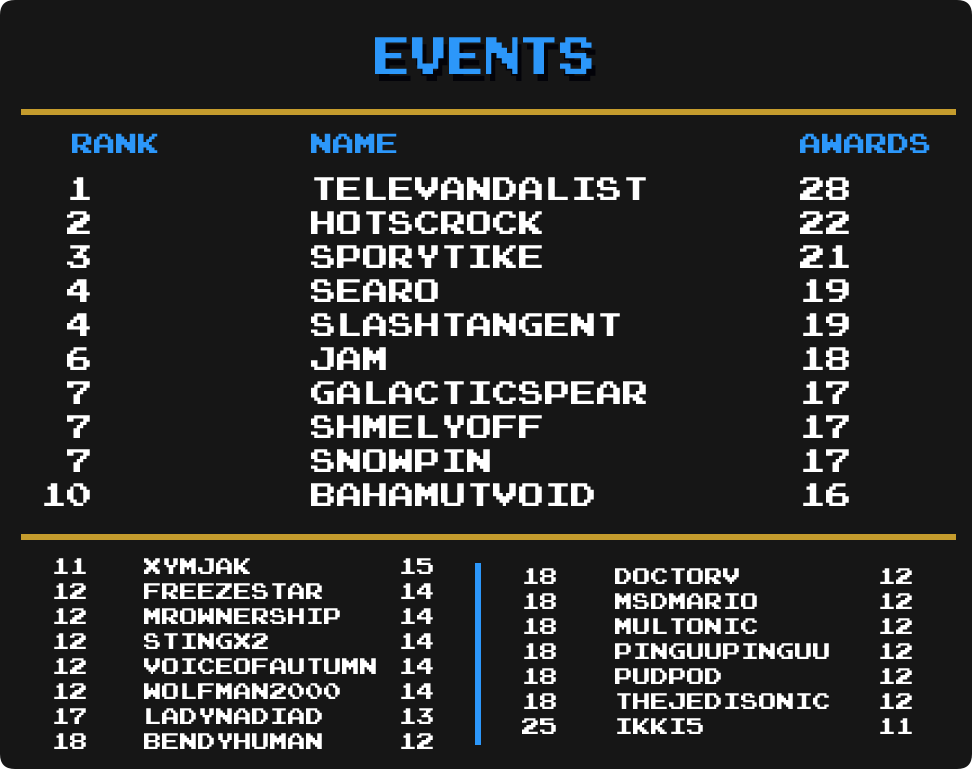 EVENTS
RANK NAME AWARDS
1 TELEVANDALIST 28
2 HOTSCROCK 22
3 SPORYTIKE 21
4 SEARO 19
4 SLASHTANGENT 19
6 JAM 18
7 GALACTICSPEAR 17
7 SHMELYOFF 17
7 SNOWPIN 17
10 BAHAMUTVOID 16
11 XYMJAK 15
12 FREEZESTAR 14
12 MROWNERSHIP 14
12 STINGX2 14
12 VOICEOFAUTUMN 14
12 WOLFMAN2000 14
17 LADYNADIAD 13
18 BENDYHUMAN 12
18 DOCTORV 12
18 MSDMARIO 12
18 MULTONIC 12
18 PINGUUPINGUU 12
18 PUDPOD 12
18 THEJEDISONIC 12
25 IKKI5 11